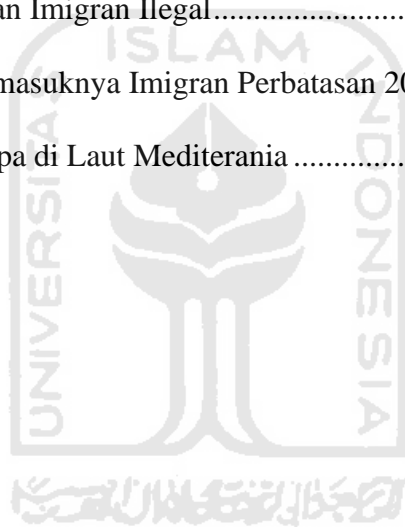 an Imigran Ilegal
masuknya Imigran Perbatasan 20
pa di Laut Mediterania
ISLAM
UNIVERSITAS
INDONESIA